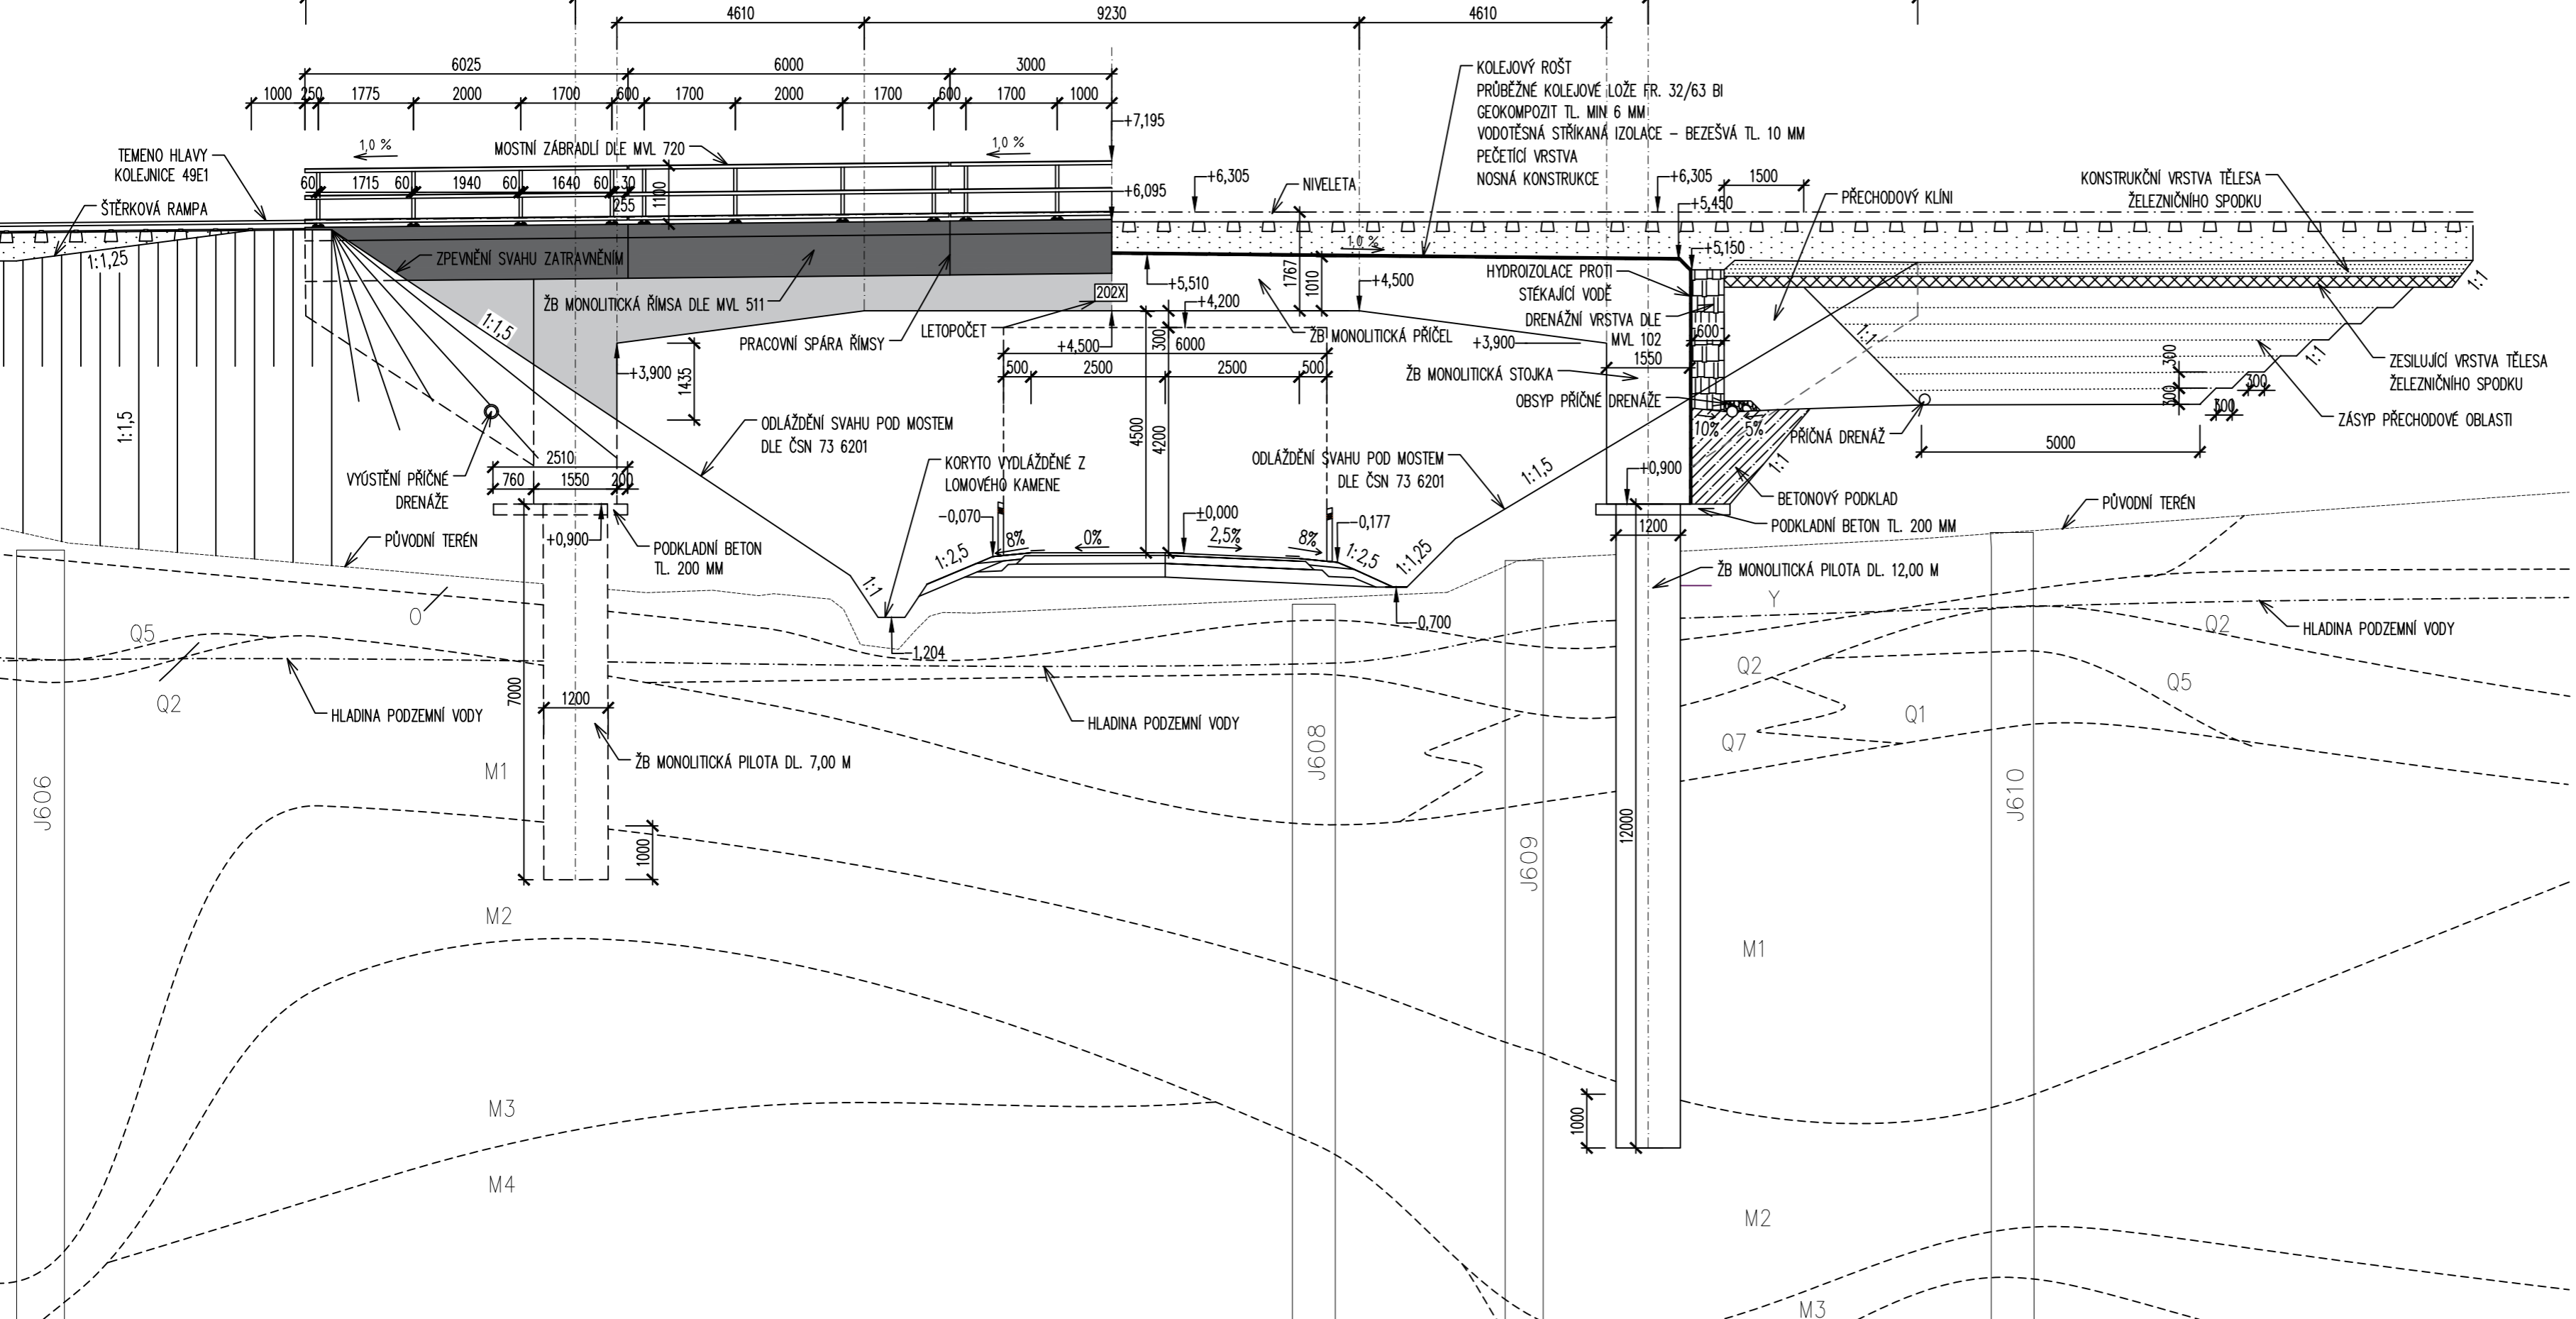 4610 9230 4610
6025 6000 3000
1000 250 1775 2000 1700 600 1700 2000 1700 600 1700 1000
KOLEJOVÝ ROŠT
PRŮBĚŽNÉ KOLEJOVÉ LOŽE FR. 32/63 BI
GEOKOMPOZIT TL. MIN 6 MM
VODOTĚSNÁ STŘÍKANÁ IZOLACE – BEZEŠVÁ TL. 10 MM
PEČETÍCÍ VRSTVA
NOSNÁ KONSTRUKCE
+7,195
TEMENO HLAVY
KOLEJNICE 49E1
1,0 %
MOSTNÍ ZÁBRADLÍ DLE MVL 720
1,0 %
60 1715 60 1940 60 1640 60 30
255
1100
+6,095
+6,305
NIVELETA
+6,305
1500
PŘECHODOVÝ KLÍN
KONSTRUKČNÍ VRSTVA TĚLESA
ŽELEZNIČNÍHO SPODKU
ŠTĚRKOVÁ RAMPA
+5,450
1:1,25
ZPEVNĚNÍ SVAHU ZATRAVNĚNÍM
1,0 %
+5,150
1767
1010
HYDROIZOLACE PROTI
STÉKAJÍCÍ VODĚ
1:1
+5,510
+4,500
ŽB MONOLITICKÁ ŘÍMSA DLE MVL 511
202X
+4,200
DRENÁŽNÍ VRSTVA DLE
MVL 102
600
1:1,5
LETOPOČET
PRACOVNÍ SPÁRA ŘÍMSY
+4,500
300
6000
ŽB MONOLITICKÁ PŘÍČEL
+3,900
1550
1:1
1:1
ZESILUJÍCÍ VRSTVA TĚLESA
ŽELEZNIČNÍHO SPODKU
+3,900
1435
500 2500 2500 500
ŽB MONOLITICKÁ STOJKA
300
300
300
300
OBSYP PŘÍČNÉ DRENÁŽE
ZÁSYP PŘECHODOVÉ OBLASTI
1:1,5
ODLÁŽDĚNÍ SVAHU POD MOSTEM
DLE ČSN 73 6201
4500
4200
10%
5%
PŘÍČNÁ DRENÁŽ
5000
2510
760 1550 200
VYÚSTĚNÍ PŘÍČNÉ
DRENÁŽE
KORYTO VYDLÁŽDĚNÉ Z
LOMOVÉHO KAMENE
ODLÁŽDĚNÍ SVAHU POD MOSTEM
DLE ČSN 73 6201
1:1,5
+0,900
1:1
BETONOVÝ PODKLAD
PŮVODNÍ TERÉN
-0,070
±0,000
-0,177
PODKLADNÍ BETON TL. 200 MM
1200
PŮVODNÍ TERÉN
+0,900
PODKLADNÍ BETON
TL. 200 MM
1:2,5
8%
0%
2,5%
8%
1:2,5
1:1,25
1:1
ŽB MONOLITICKÁ PILOTA DL. 12,00 M
O
Y
Q5
-0,700
Q2
HLADINA PODZEMNÍ VODY
-1,204
Q2
Q2
7000
1200
HLADINA PODZEMNÍ VODY
HLADINA PODZEMNÍ VODY
Q5
Q1
Q7
ŽB MONOLITICKÁ PILOTA DL. 7,00 M
M1
J606
J608
J609
J610
1000
12000
M2
M1
M3
1000
M4
M2
M3